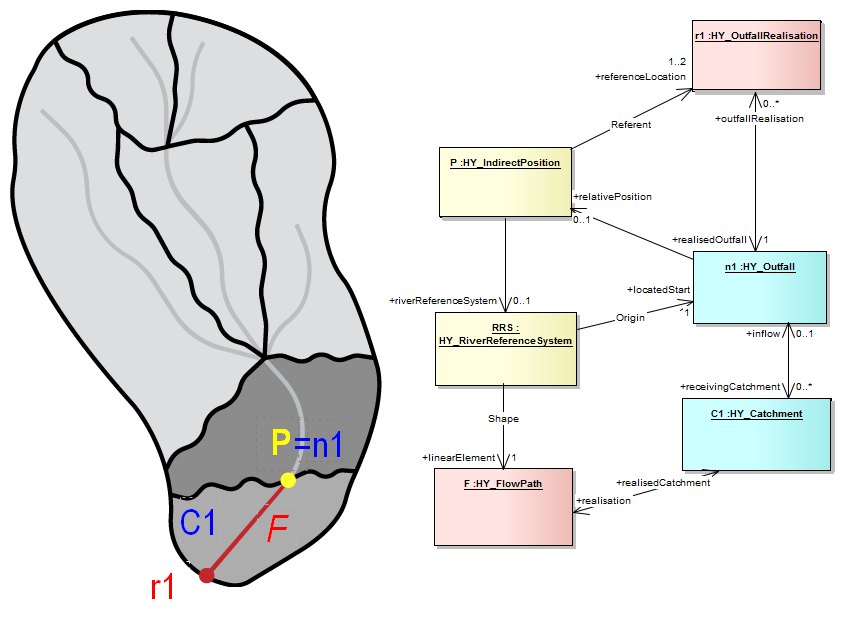 P=n1
C1
F
r1
r1 :HY_OutfallRealisation
1..2
+referenceLocation
0..*
+outfallRealisation
Referent
P :HY_IndirectPosition
+relativePosition
0..1
+realisedOutfall
1
n1 :HY_Outfall
+locatedStart
1
Origin
+riverReferenceSystem
0..1
RRS :
HY_RiverReferenceSystem
+inflow
0..1
+receivingCatchment
0..*
C1 :HY_Catchment
Shape
+linearElement
1
F :HY_FlowPath
+realisedCatchment
+realisation